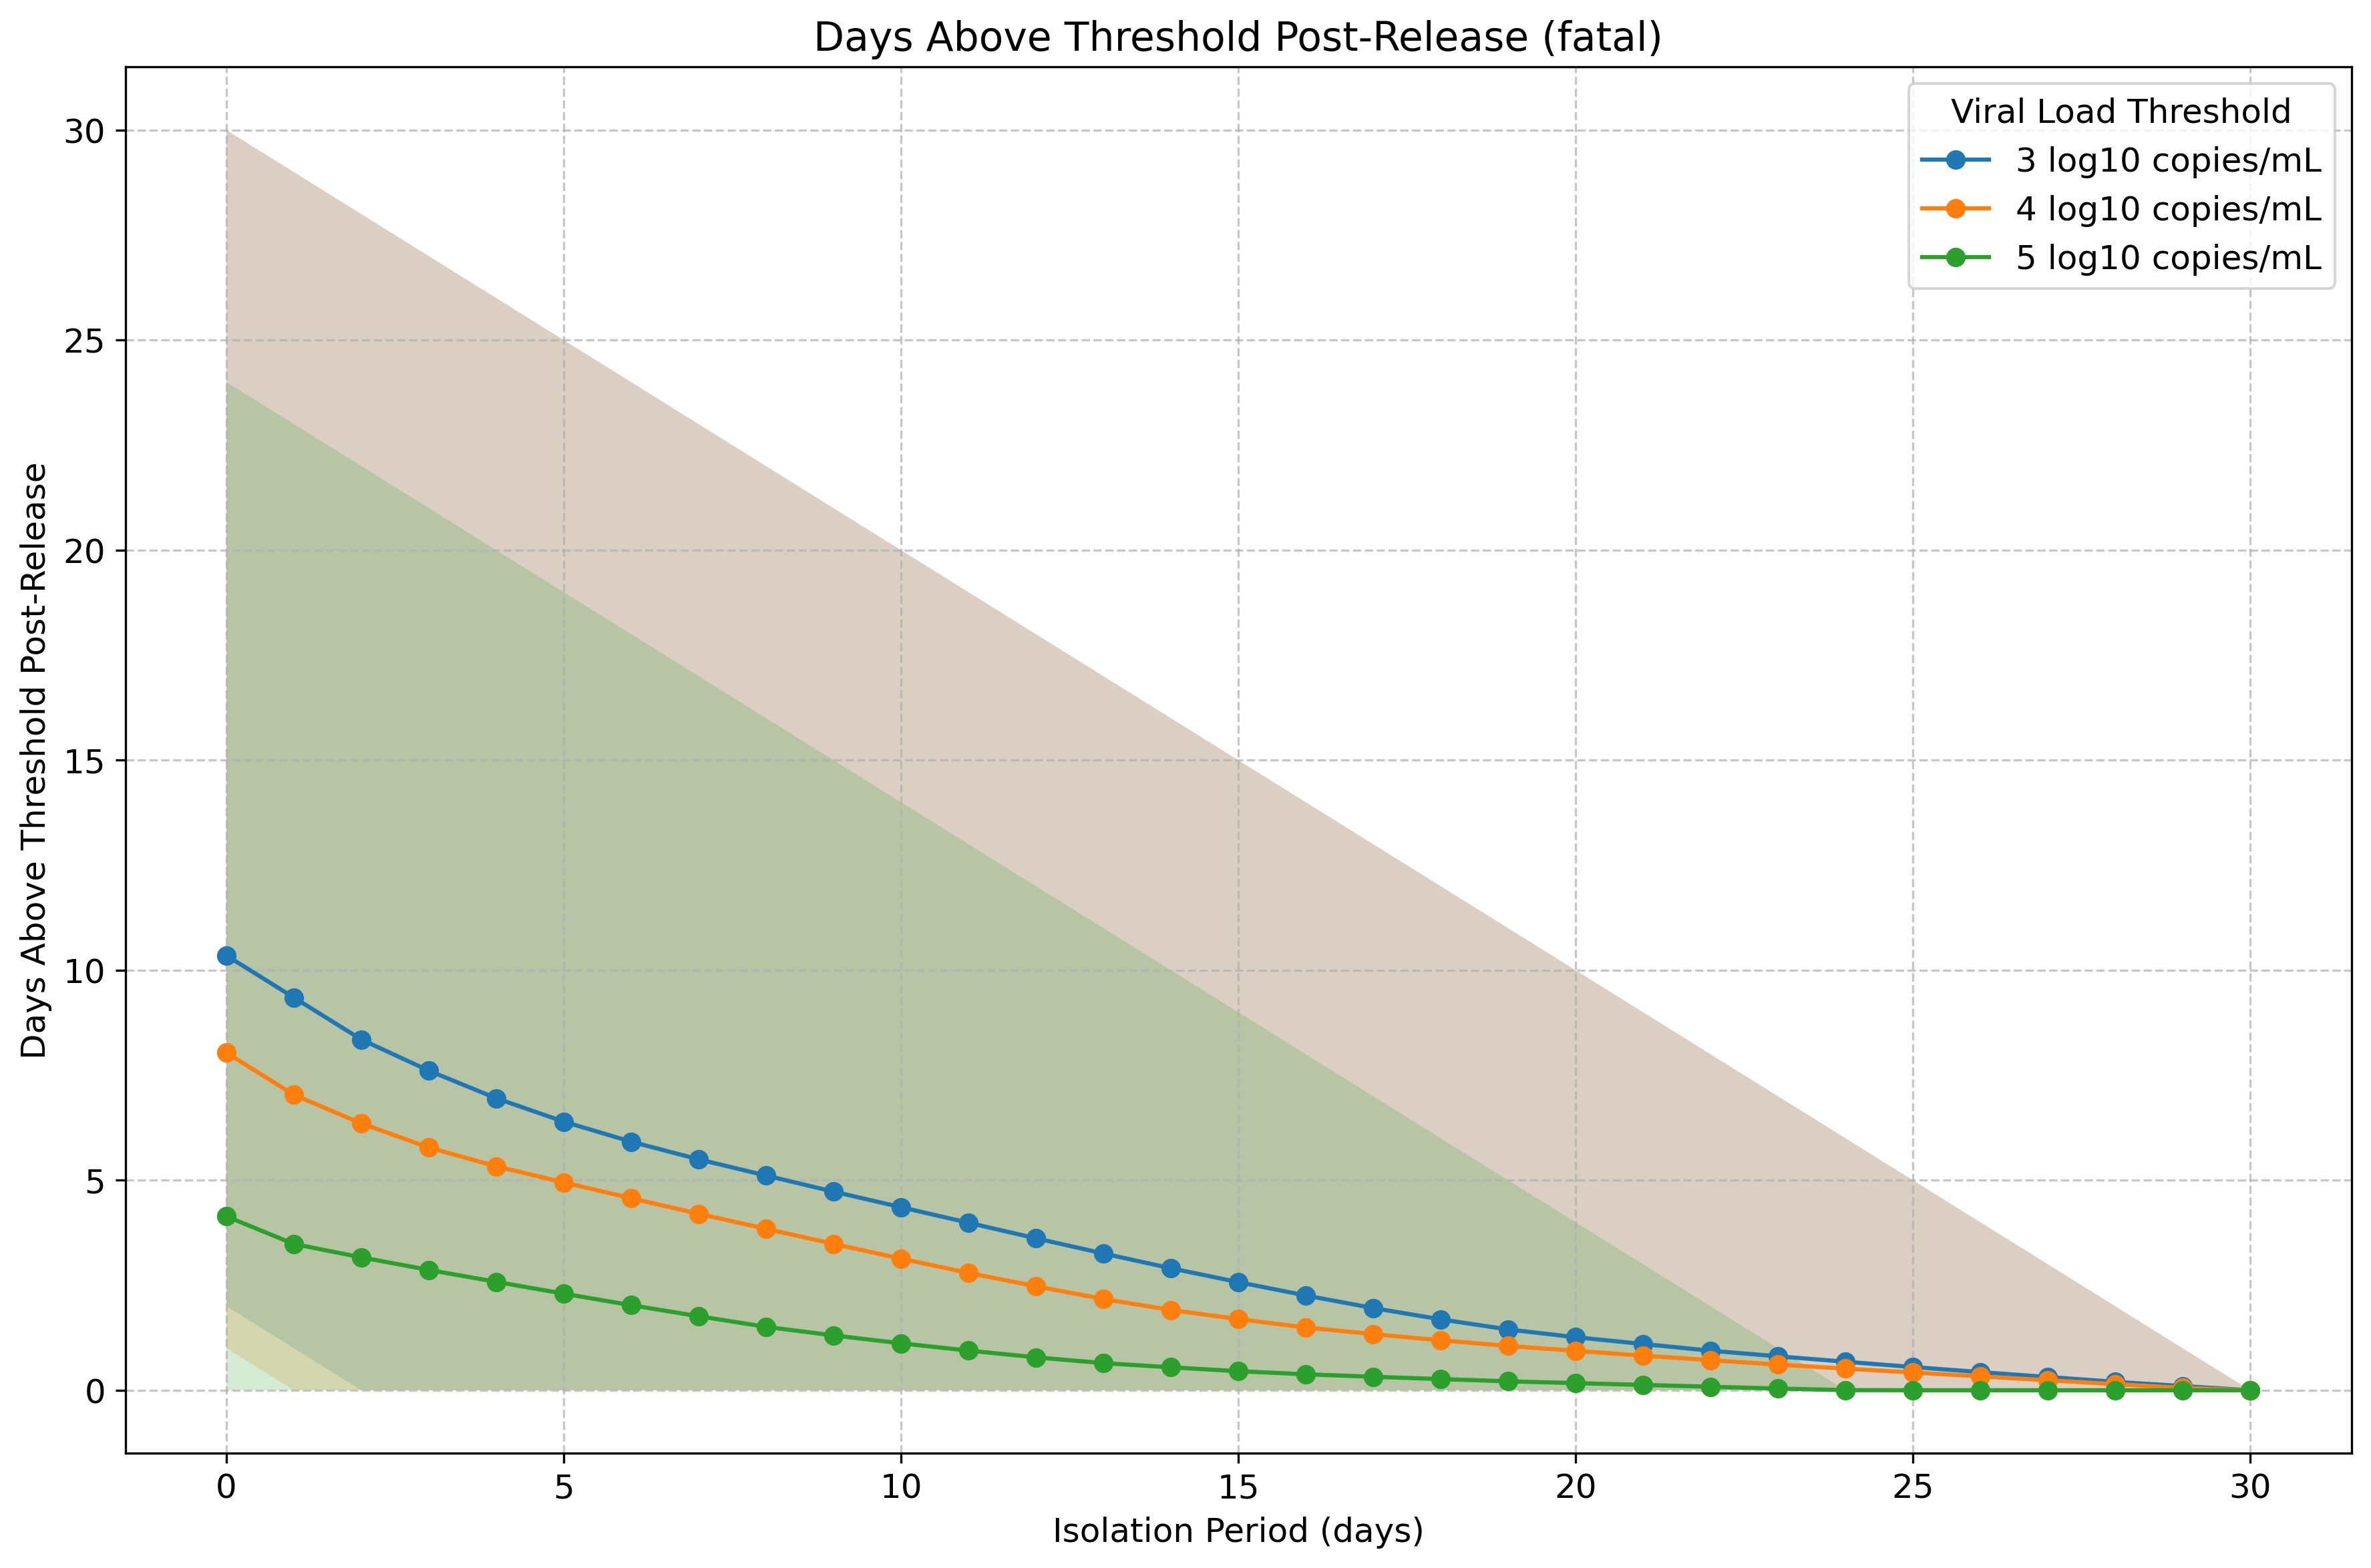 Days Above Threshold Post-Release (fatal)
Viral Load Threshold
3 log10 copies/mL
4 log10 copies/mL
5 log10 copies/mL
Days Above Threshold Post-Release
30
25
20
15
10
5
0
0 5 10 15 20 25 30
Isolation Period (days)